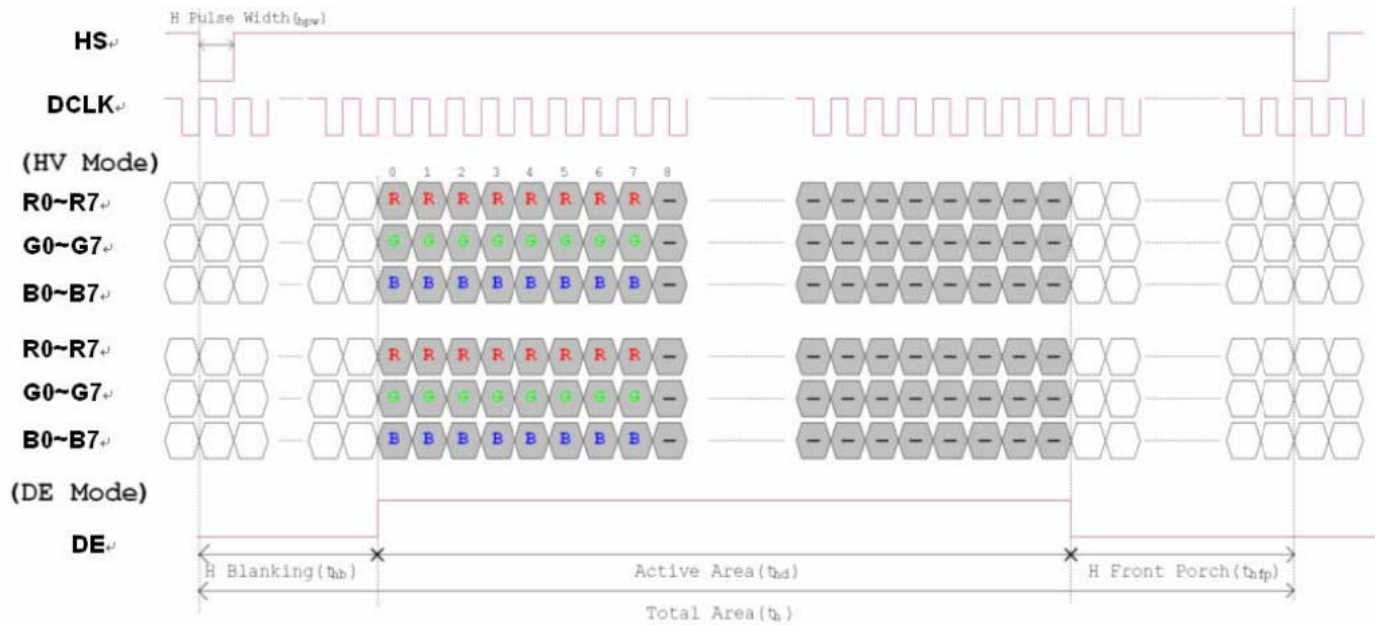 H Pulse Width(thpw)
HS
DCLK
(HV Mode)
0 1 2 3 4 5 6 7 8
R0~R7 R R R R R R R R – – – – – – – – –
G0~G7 G G G G G G G G – – – – – – – – –
B0~B7 B B B B B B B B – – – – – – – – –
R0~R7 R R R R R R R R – – – – – – – – –
G0~G7 G G G G G G G G – – – – – – – – –
B0~B7 B B B B B B B B – – – – – – – – –
(DE Mode)
DE
H Blanking(thb) Active Area(thd) H Front Porch(thfp)
Total Area(th)